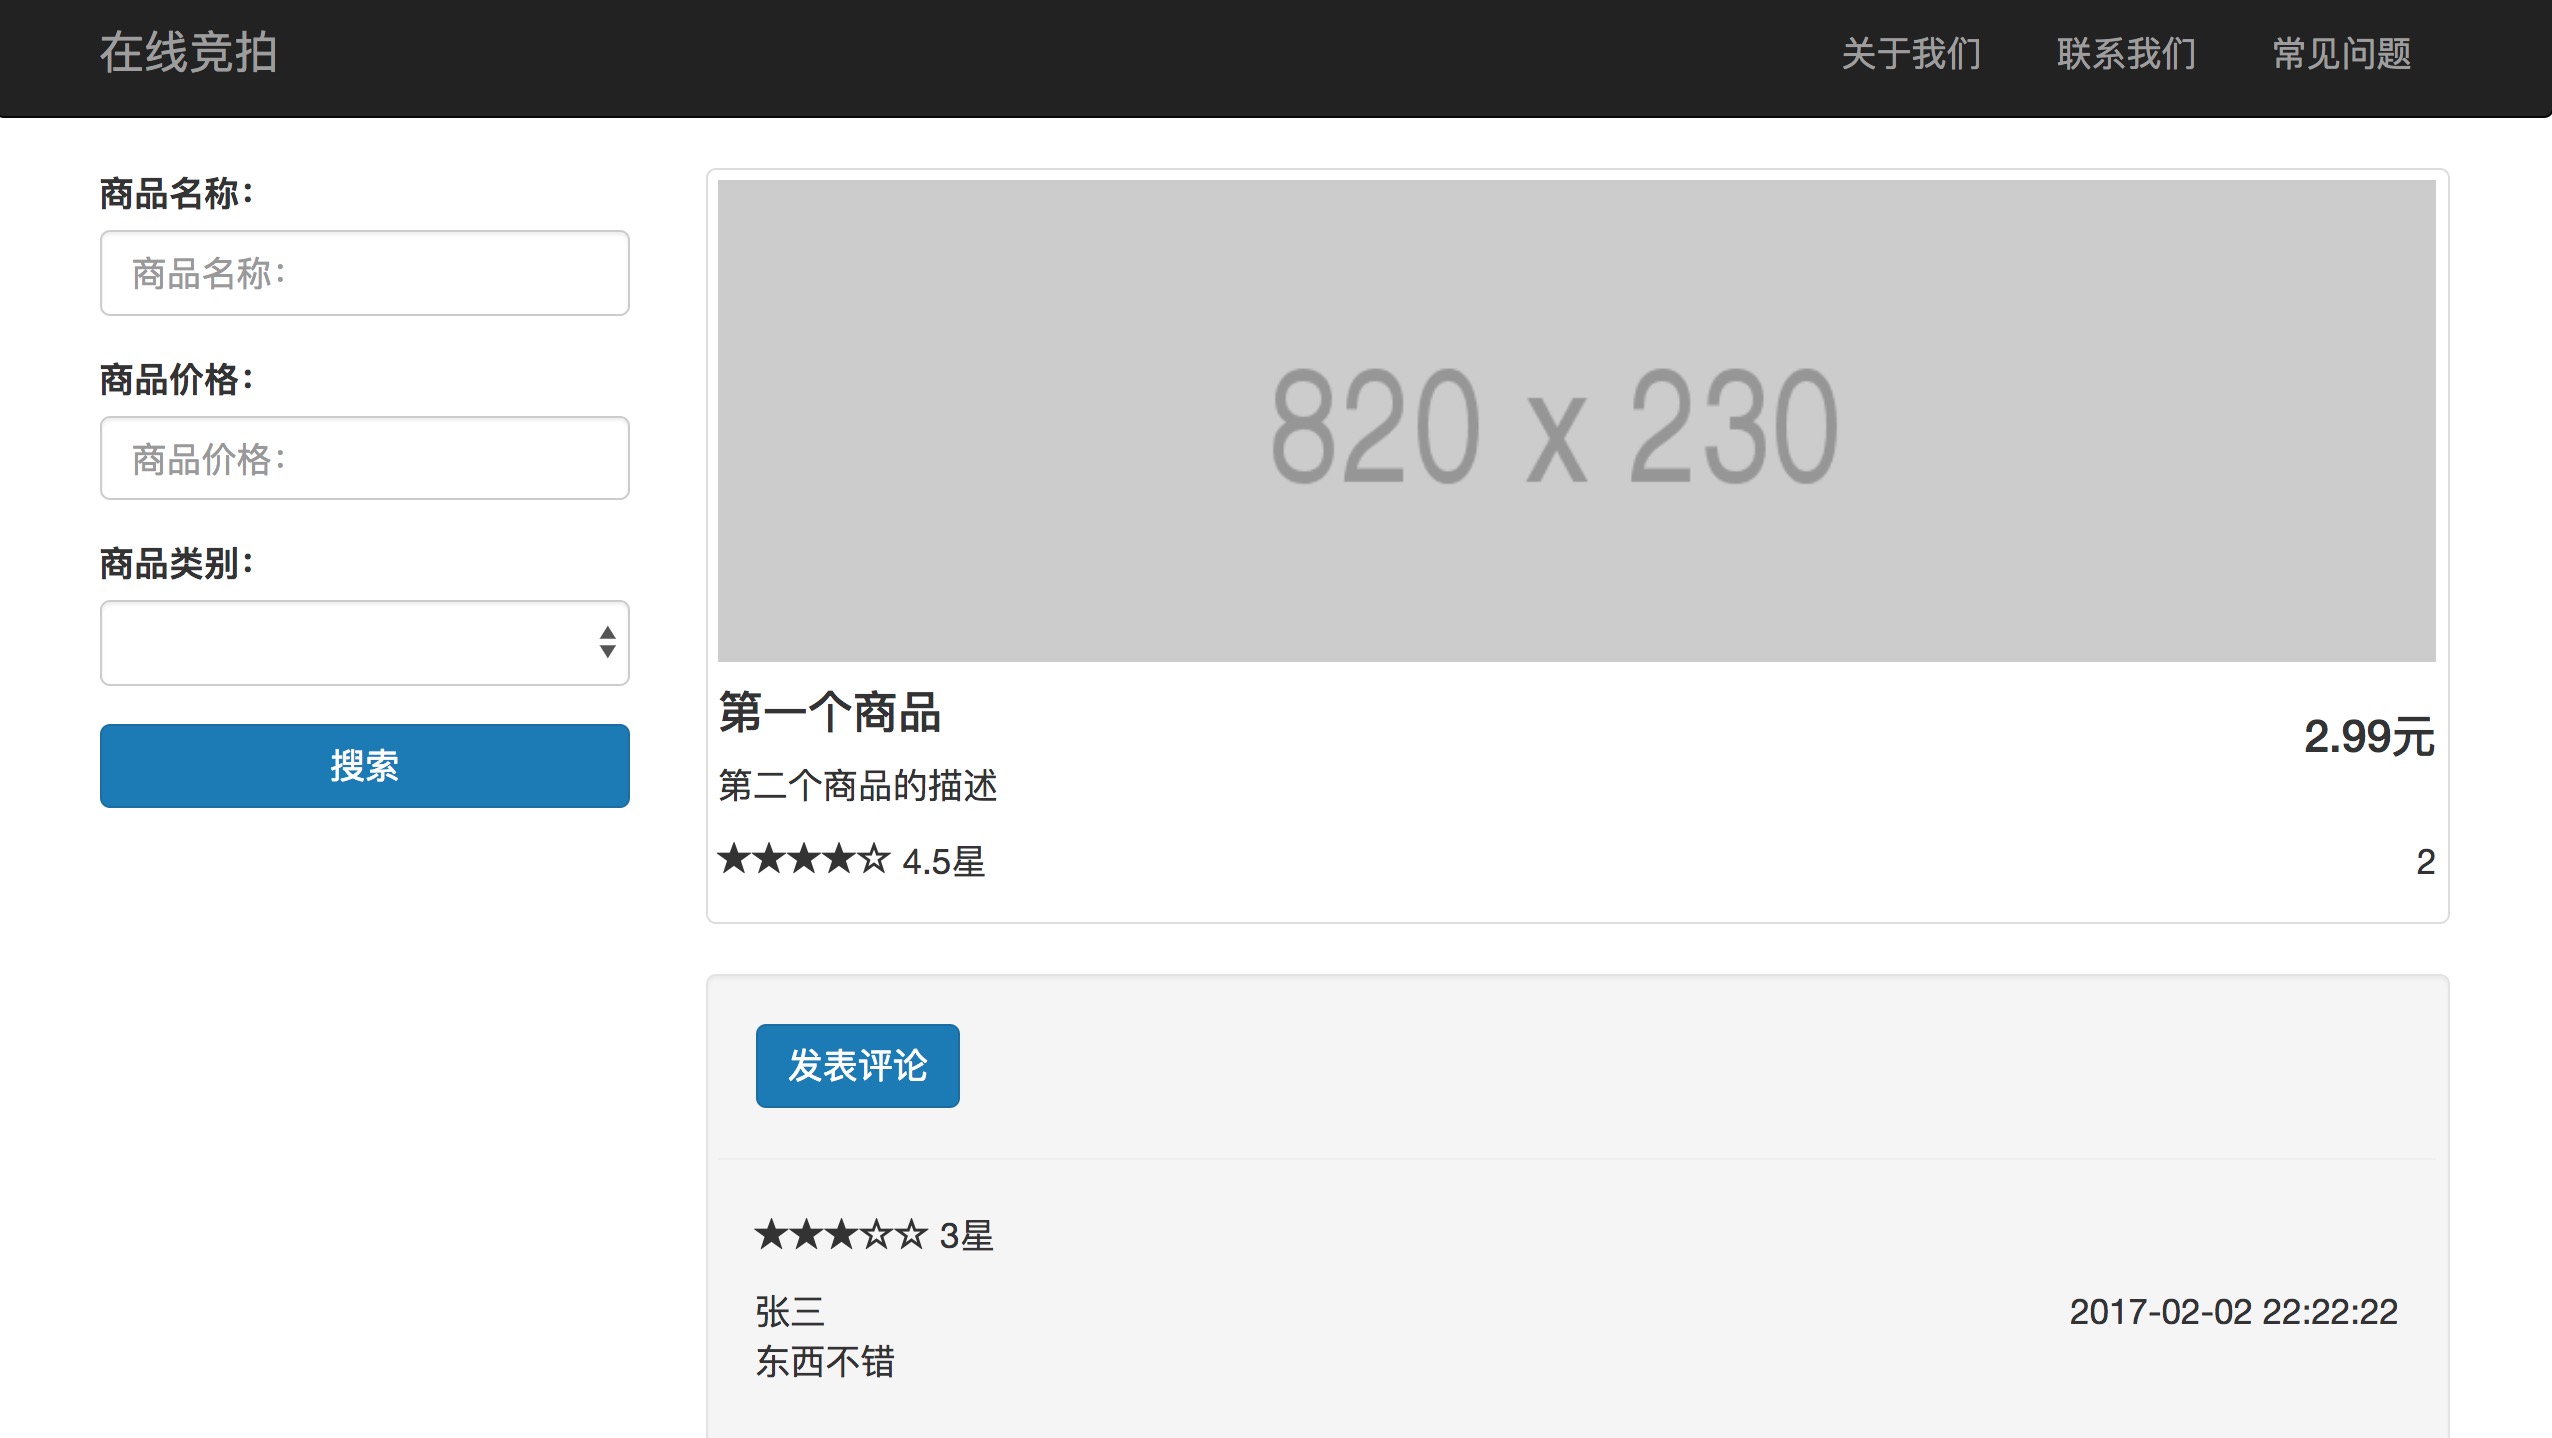 在线竞拍
关于我们 联系我们 常见问题
商品名称：
商品名称：
商品价格：
商品价格：
商品类别：
搜索
820 x 230
第一个商品
2.99元
第二个商品的描述
★★★★☆ 4.5星
2
发表评论
★★★☆☆ 3星
张三
2017-02-02 22:22:22
东西不错